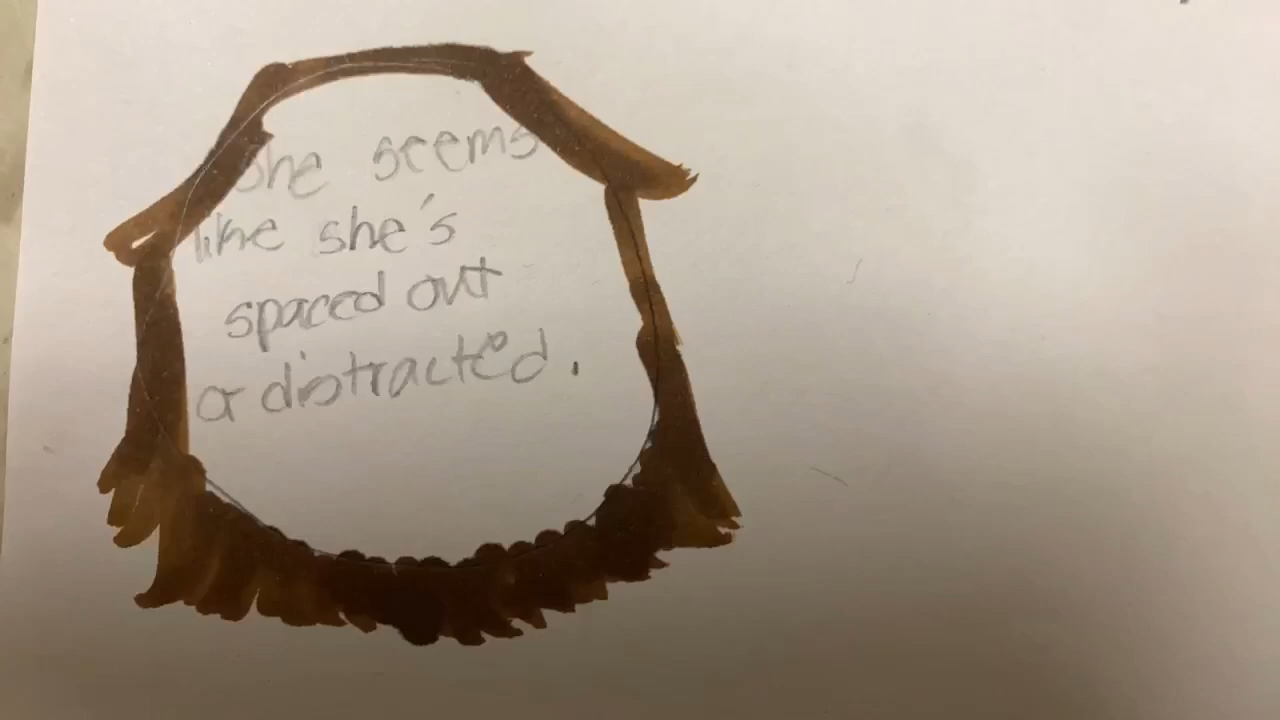 she seems
like she's
spaced out
or distracted.